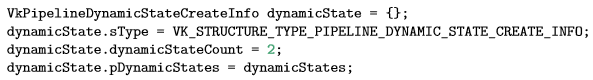 VkPipelineDynamicStateCreateInfo dynamicState = {};
dynamicState.sType = VK_STRUCTURE_TYPE_PIPELINE_DYNAMIC_STATE_CREATE_INFO;
dynamicState.dynamicStateCount = 2;
dynamicState.pDynamicStates = dynamicStates;